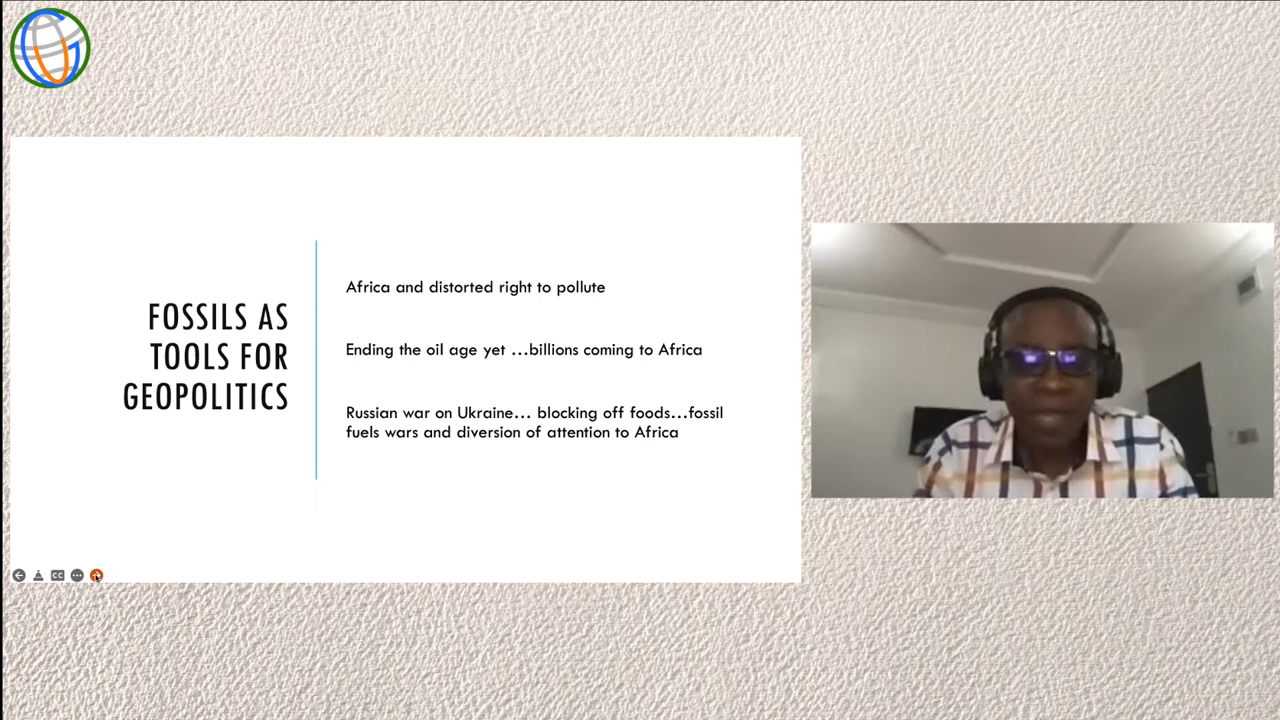 FOSSILS AS
TOOLS FOR
GEOPOLITICS
Africa and distorted right to pollute
Ending the oil age yet …billions coming to Africa
Russian war on Ukraine… blocking off foods…fossil
fuels wars and diversion of attention to Africa
CC